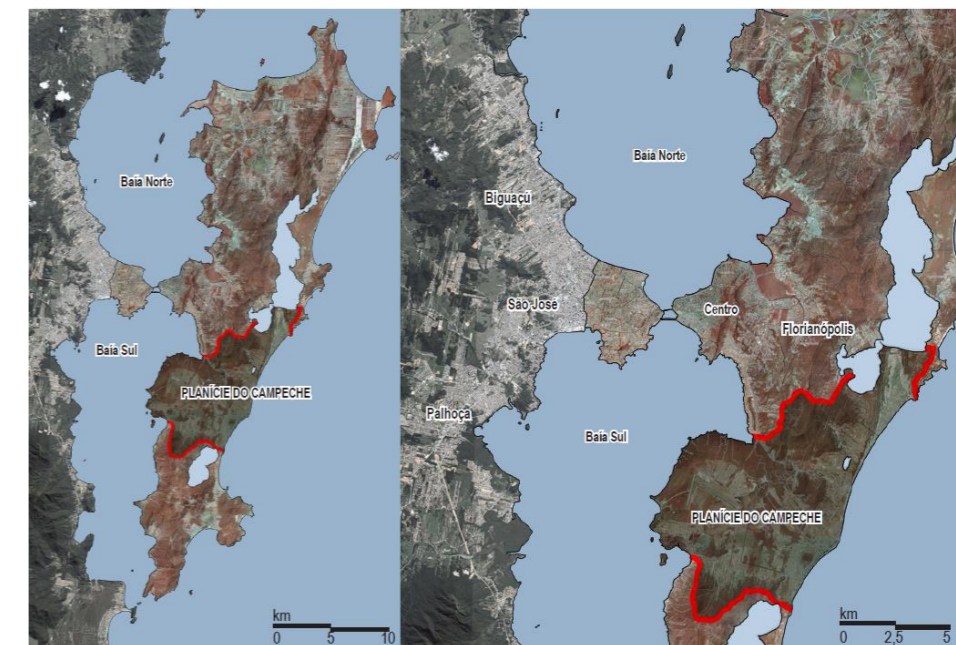 Baía Norte
Baía Sul
PLANÍCIE DO CAMPECHE
km
0 5 10
Baía Norte
Biguaçú
São José
Centro
Florianópolis
Palhoça
Baía Sul
PLANÍCIE DO CAMPECHE
km
0 2,5 5